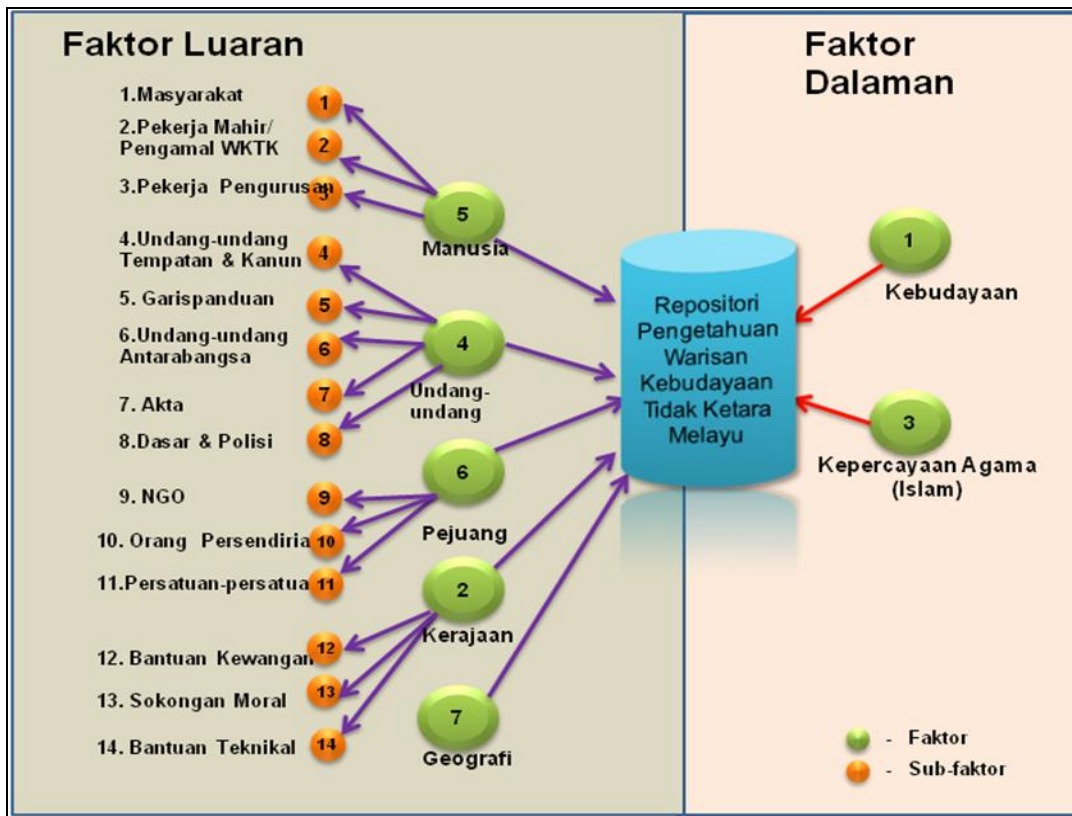 Faktor Luaran
1.Masyarakat
1
2.Pekerja Mahir/
Pengamal WKTK
2
3.Pekerja Pengurusan
3
4.Undang-undang
Tempatan & Kanun
4
5. Garispanduan
5
6.Undang-undang
Antarabangsa
6
7. Akta
7
8.Dasar & Polisi
8
9. NGO
9
10. Orang Persendiria
10
11.Persatuan-persatua
11
12. Bantuan Kewangan
12
13. Sokongan Moral
13
14. Bantuan Teknikal
14
5
Manusia
4
Undang-
undang
6
Pejuang
2
Kerajaan
7
Geografi
Repositori
Pengetahuan
Warisan
Kebudayaan
Tidak Ketara
Melayu
Faktor
Dalaman
1
Kebudayaan
3
Kepercayaan Agama
(Islam)
- Faktor
- Sub-faktor